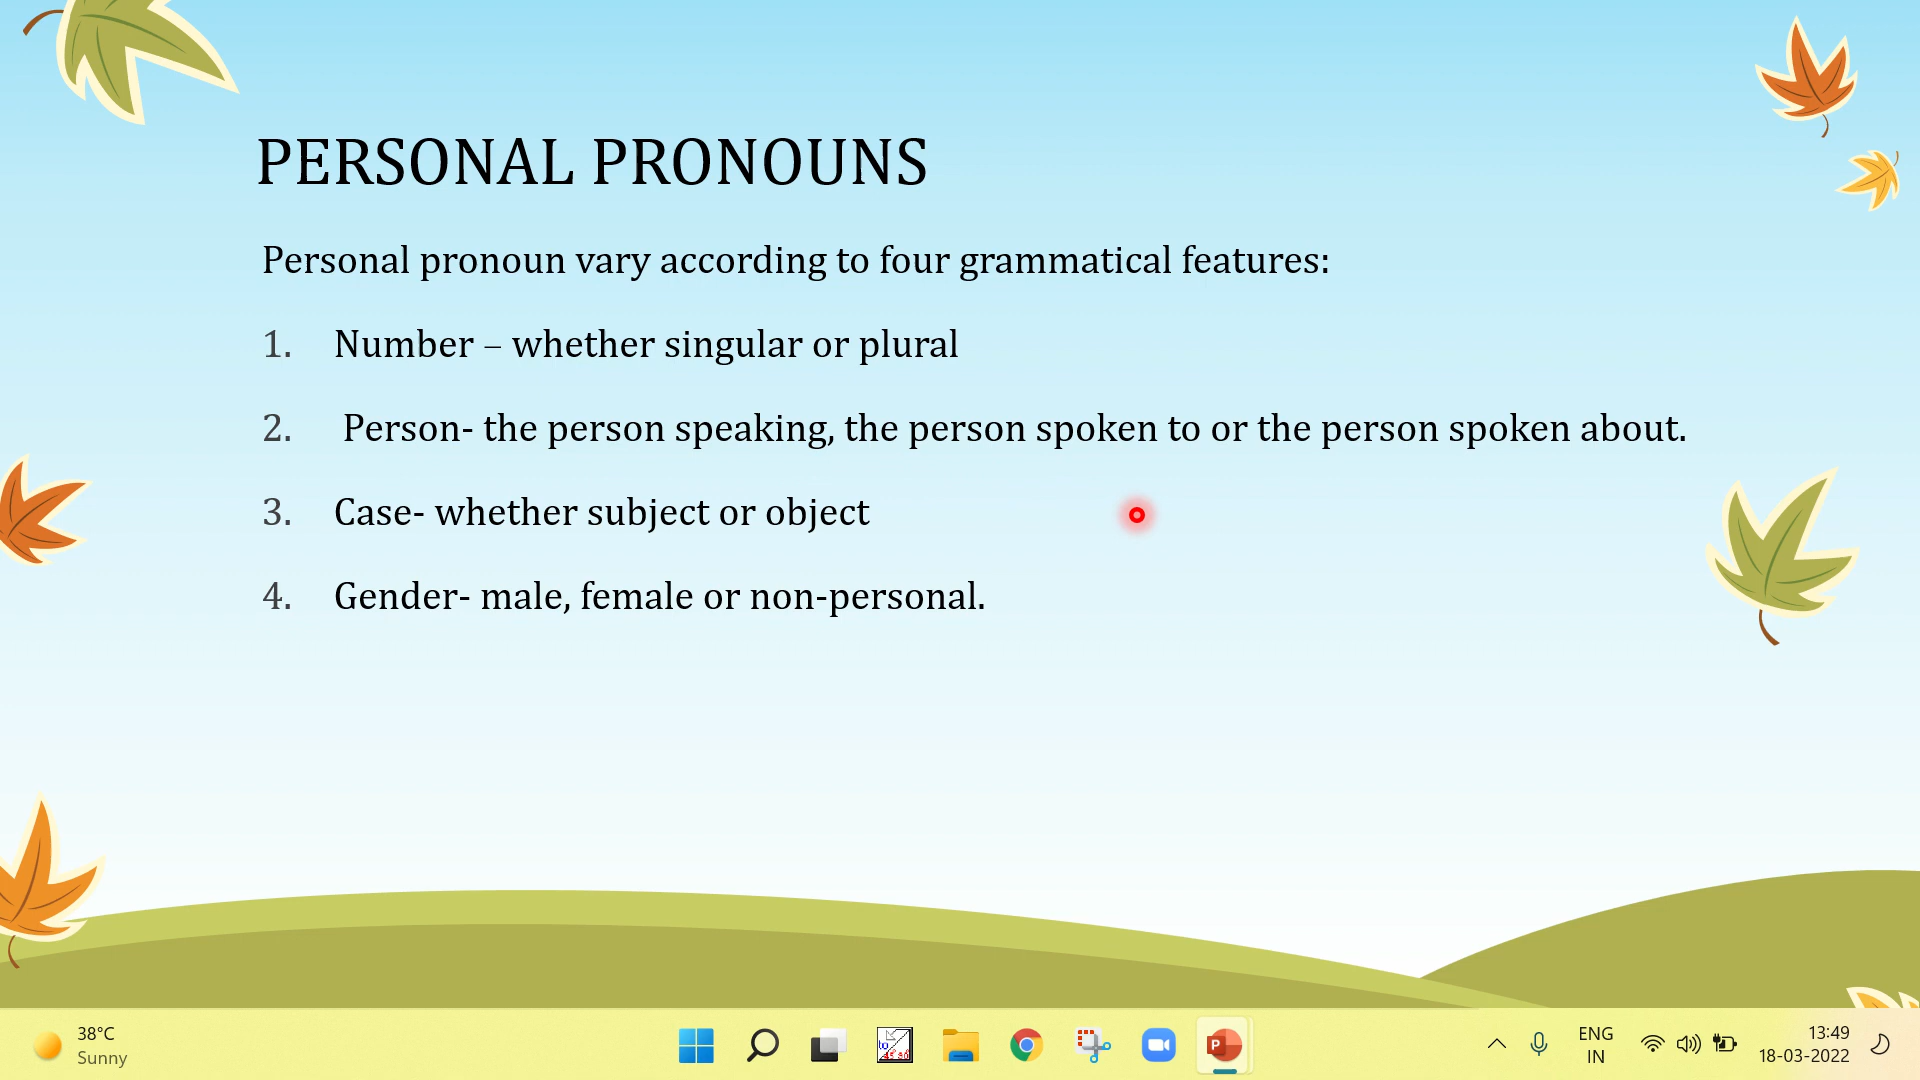 PERSONAL PRONOUNS
Personal pronoun vary according to four grammatical features:
1. Number – whether singular or plural
2. Person- the person speaking, the person spoken to or the person spoken about.
3. Case- whether subject or object
4. Gender- male, female or non-personal.
38°C
Sunny
ENG
IN
13:49
18-03-2022